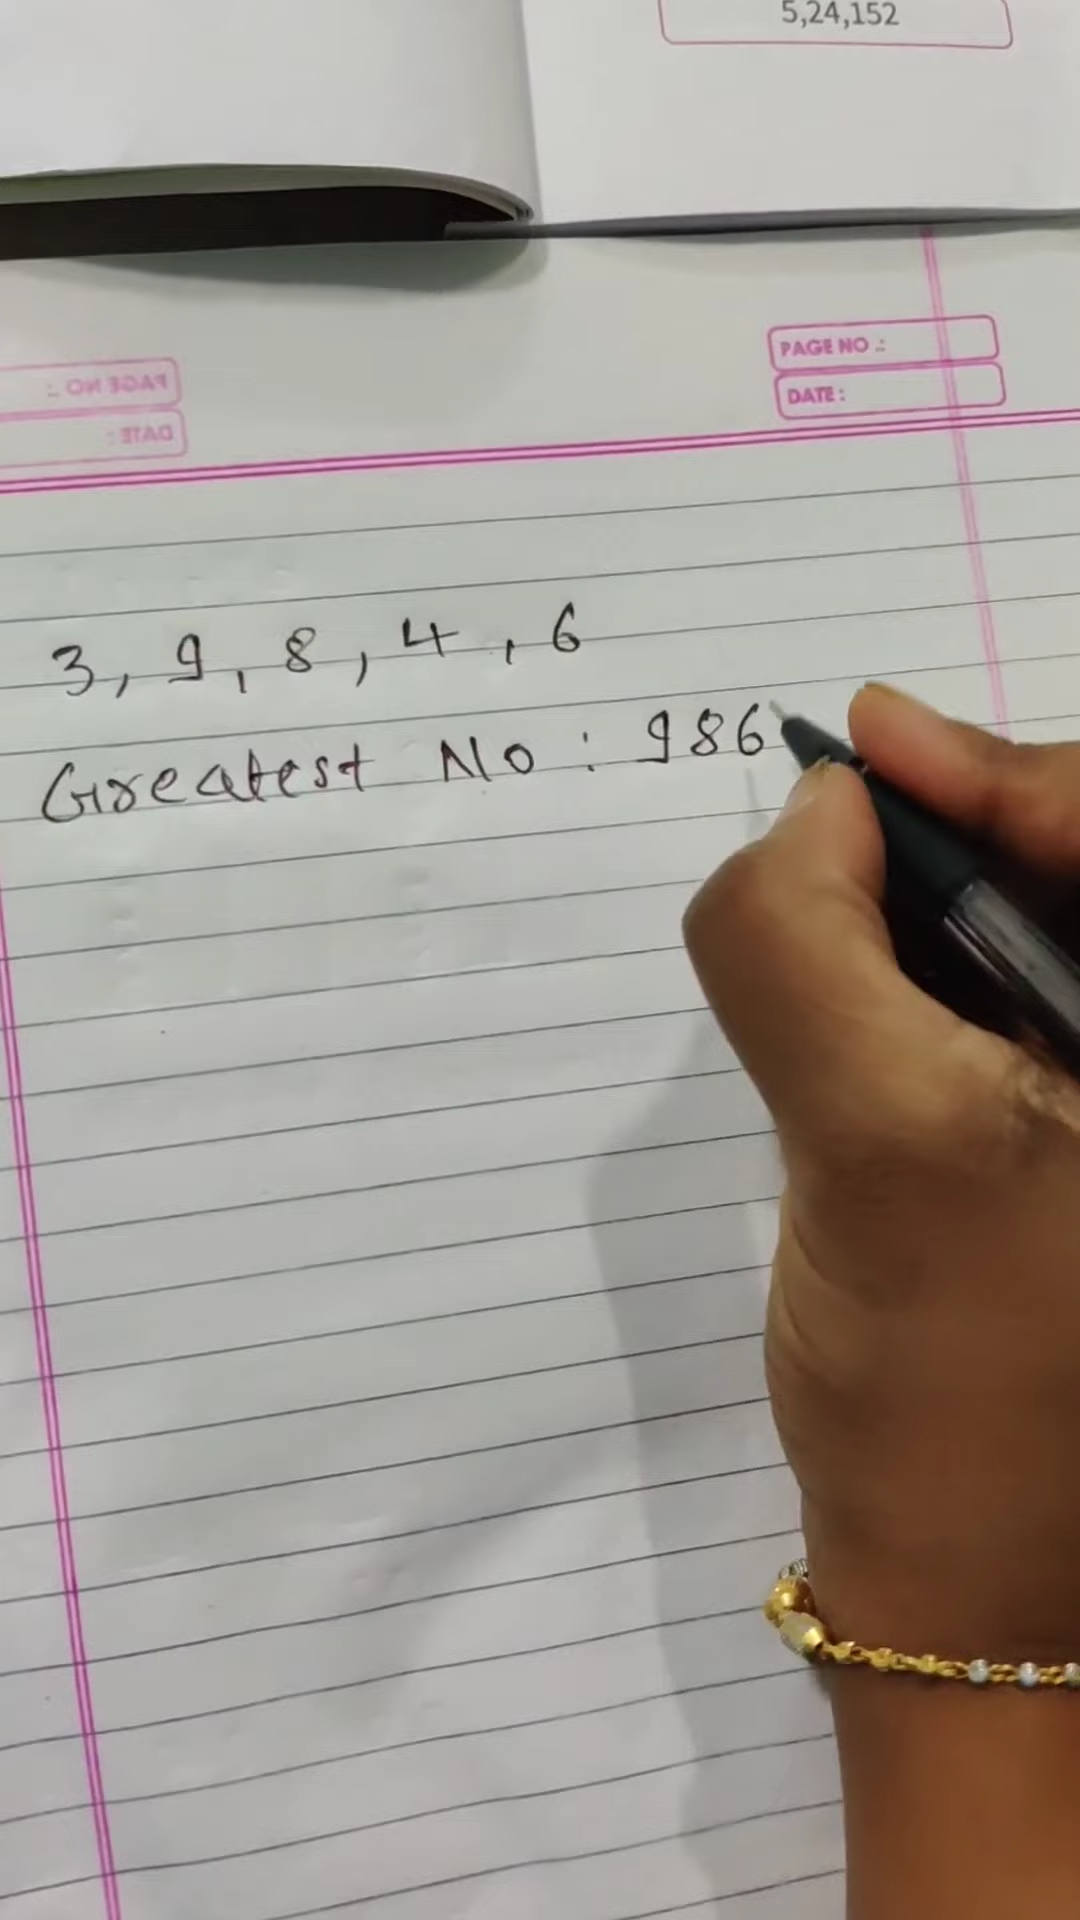 5,24,152
PAGE NO.:
DATE:
PAGE NO.:
DATE:
3, 9, 8, 4, 6
Greatest No : 986